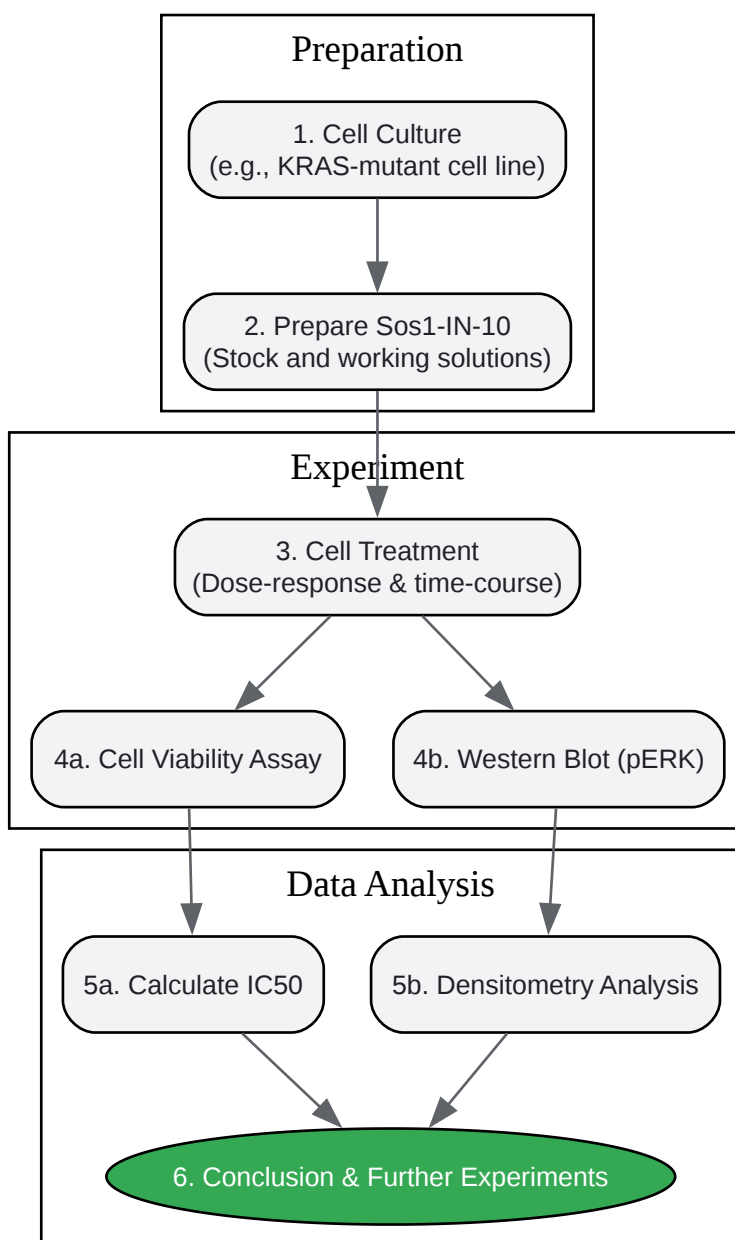 Preparation
1. Cell Culture
(e.g., KRAS-mutant cell line)
2. Prepare Sos1-IN-10
(Stock and working solutions)
Experiment
3. Cell Treatment
(Dose-response & time-course)
4a. Cell Viability Assay
4b. Western Blot (pERK)
Data Analysis
5a. Calculate IC50
5b. Densitometry Analysis
6. Conclusion & Further Experiments